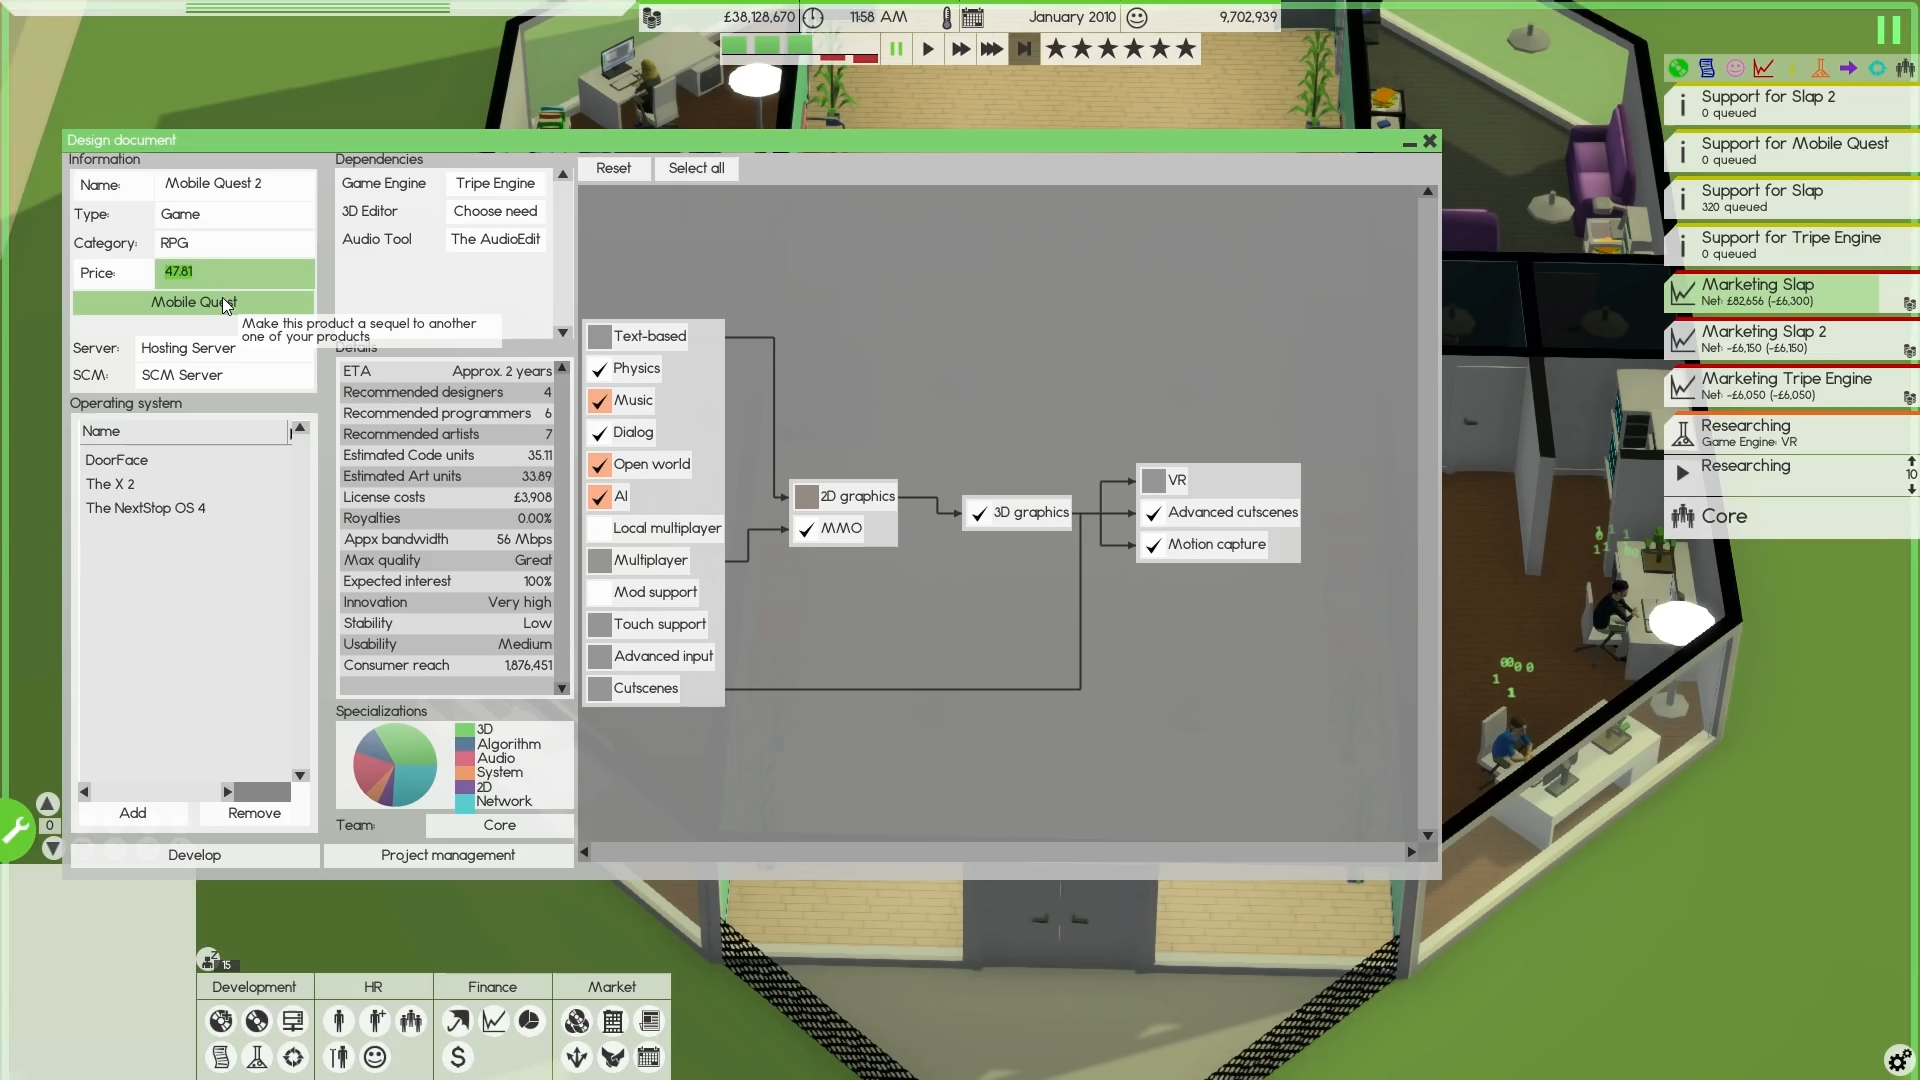 £38,128,670
11:58 AM
January 2010
9,702,939
Support for Slap 2
0 queued
Support for Mobile Quest
0 queued
Support for Slap
320 queued
Support for Tripe Engine
0 queued
Marketing Slap
Net: £82,656 (-£6,300)
Marketing Slap 2
Net: -£6,150 (-£6,150)
Marketing Tripe Engine
Net: -£6,050 (-£6,050)
Researching
Game Engine: VR
Researching
10
Core
Design document
Information
Name: Mobile Quest 2
Type: Game
Category: RPG
Price: 47.81
Mobile Quest
Make this product a sequel to another
one of your products
Server: Hosting Server
SCM: SCM Server
Operating system
Name
DoorFace
The X 2
The NextStop OS 4
Add Remove
Develop
Dependencies
Game Engine Tripe Engine
3D Editor Choose need
Audio Tool The AudioEdit
Details
ETA Approx. 2 years
Recommended designers 4
Recommended programmers 6
Recommended artists 7
Estimated Code units 35.11
Estimated Art units 33.89
License costs £3,908
Royalties 0.00%
Appx bandwidth 56 Mbps
Max quality Great
Expected interest 100%
Innovation Very high
Stability Low
Usability Medium
Consumer reach 1,876,451
Specializations
3D
Algorithm
Audio
System
2D
Network
Team: Core
Project management
Reset Select all
Text-based
Physics
Music
Dialog
Open world
AI
Local multiplayer
Multiplayer
Mod support
Touch support
Advanced input
Cutscenes
2D graphics
MMO
3D graphics
VR
Advanced cutscenes
Motion capture
0
15
Development HR Finance Market